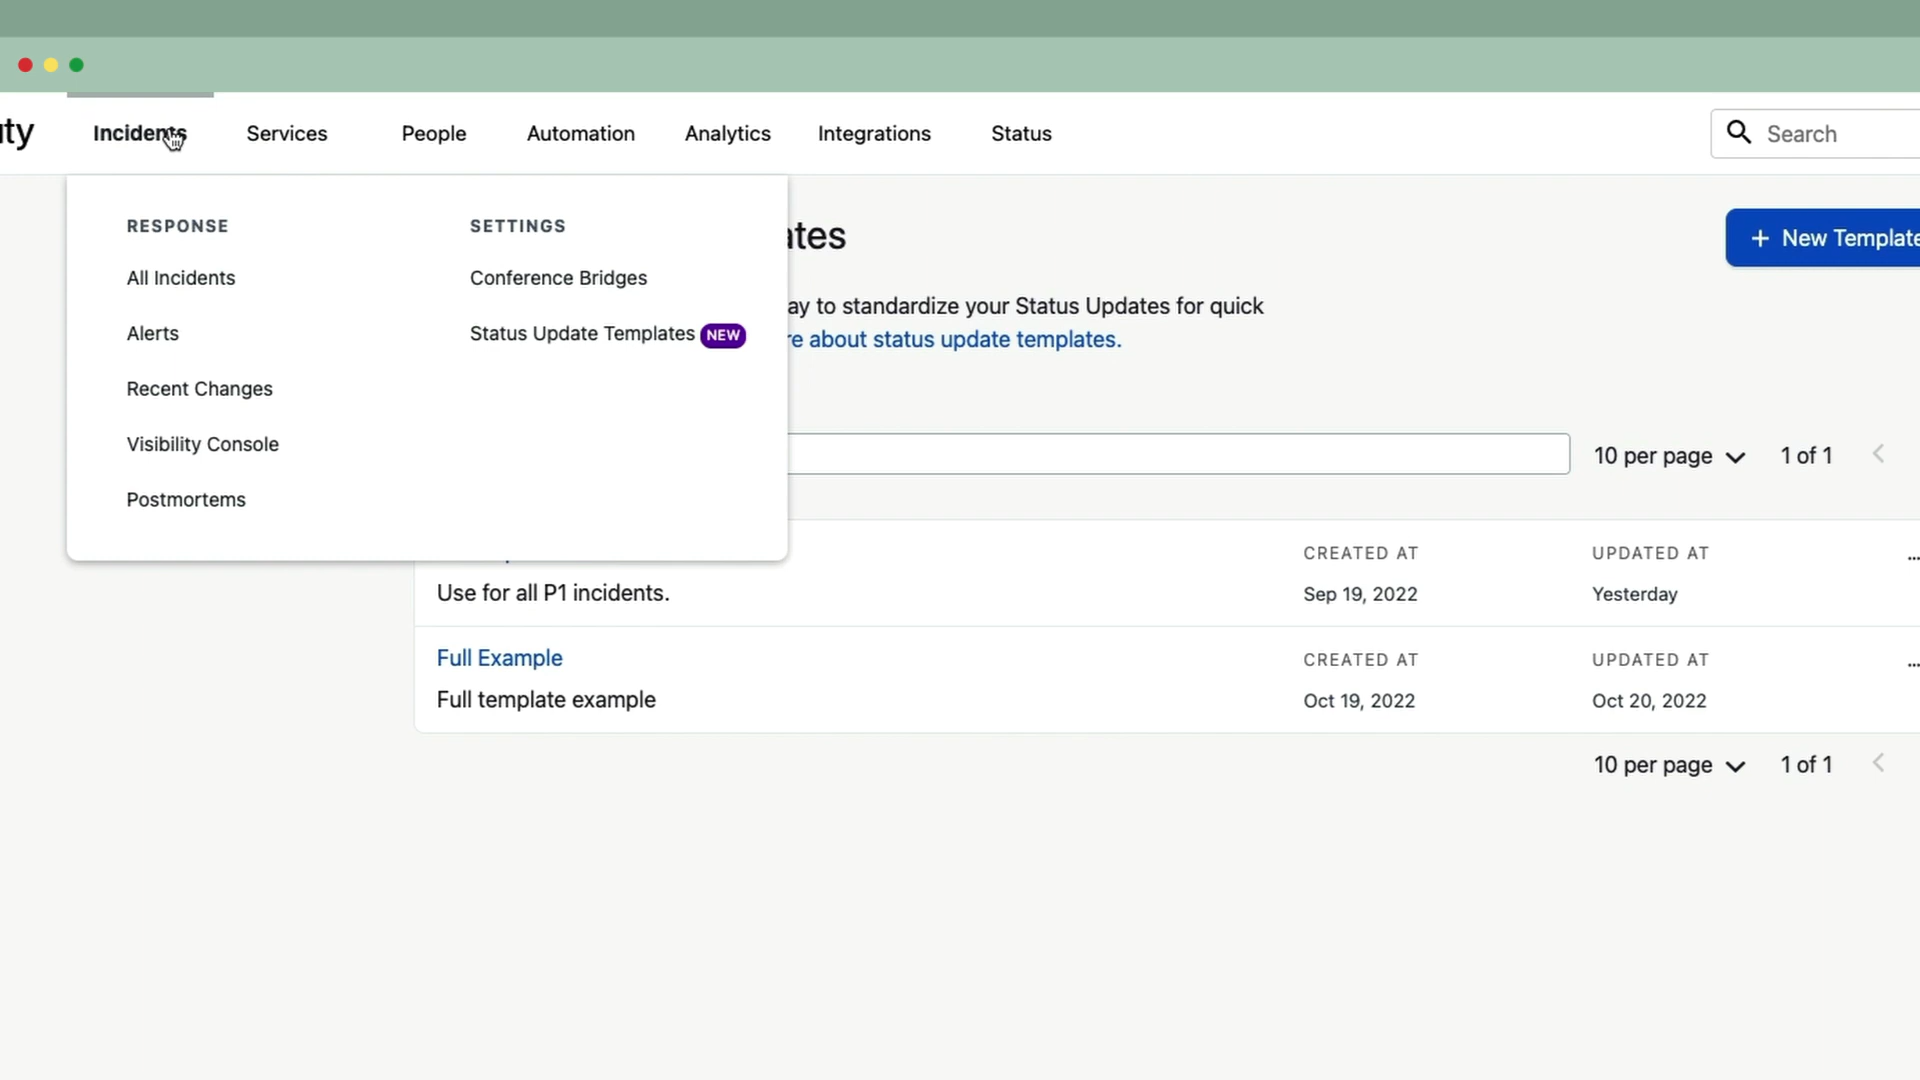 Incidents Services People Automation Analytics Integrations Status Search
RESPONSE
All Incidents
Alerts
Recent Changes
Visibility Console
Postmortems
SETTINGS
Conference Bridges
Status Update Templates NEW
+ New Template
to standardize your Status Updates for quick
about status update templates.
10 per page 1 of 1
CREATED AT UPDATED AT
Use for all P1 incidents. Sep 19, 2022 Yesterday
Full Example CREATED AT UPDATED AT
Full template example Oct 19, 2022 Oct 20, 2022
10 per page 1 of 1